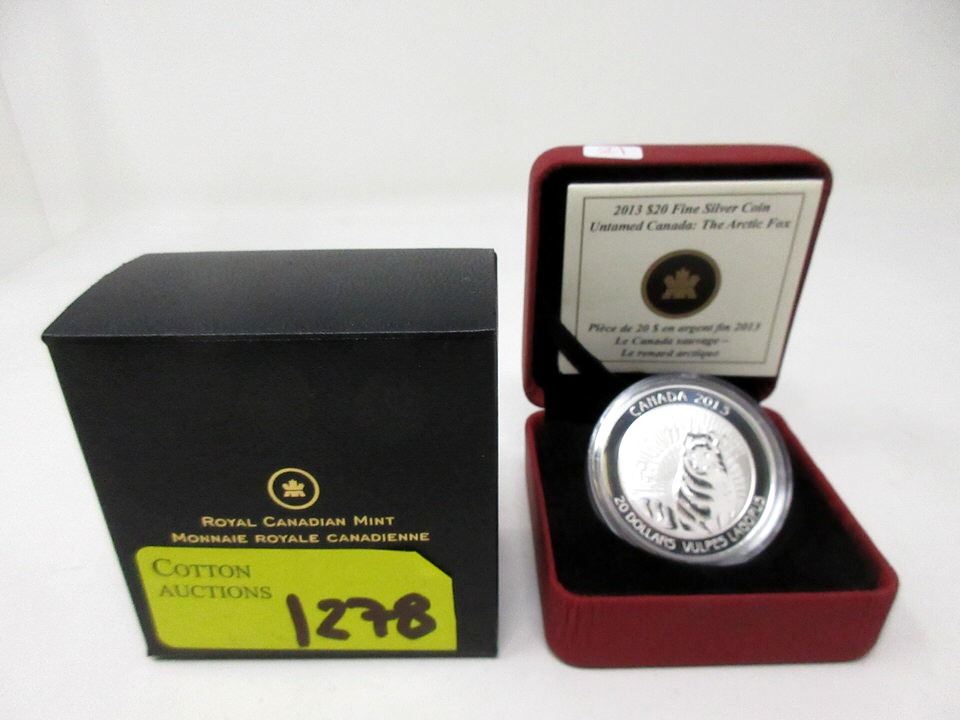 ROYAL CANADIAN MINT
MONNAIE ROYALE CANADIENNE
COTTON
AUCTIONS
1278
2013 $20 Fine Silver Coin
Untamed Canada: The Arctic Fox
Pièce de 20 $ en argent fin 2013
Le Canada sauvage –
Le renard arctique
CANADA 2013
20 DOLLARS VULPES LAGOPUS